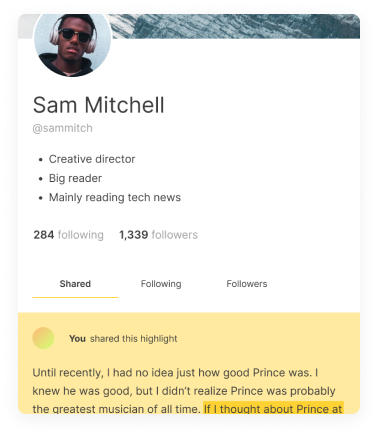 Sam Mitchell
@sammitch
• Creative director
• Big reader
• Mainly reading tech news
284 following 1,339 followers
Shared Following Followers
You shared this highlight
Until recently, I had no idea just how good Prince was. I
knew he was good, but I didn’t realize Prince was probably
the greatest musician of all time. If I thought about Prince at